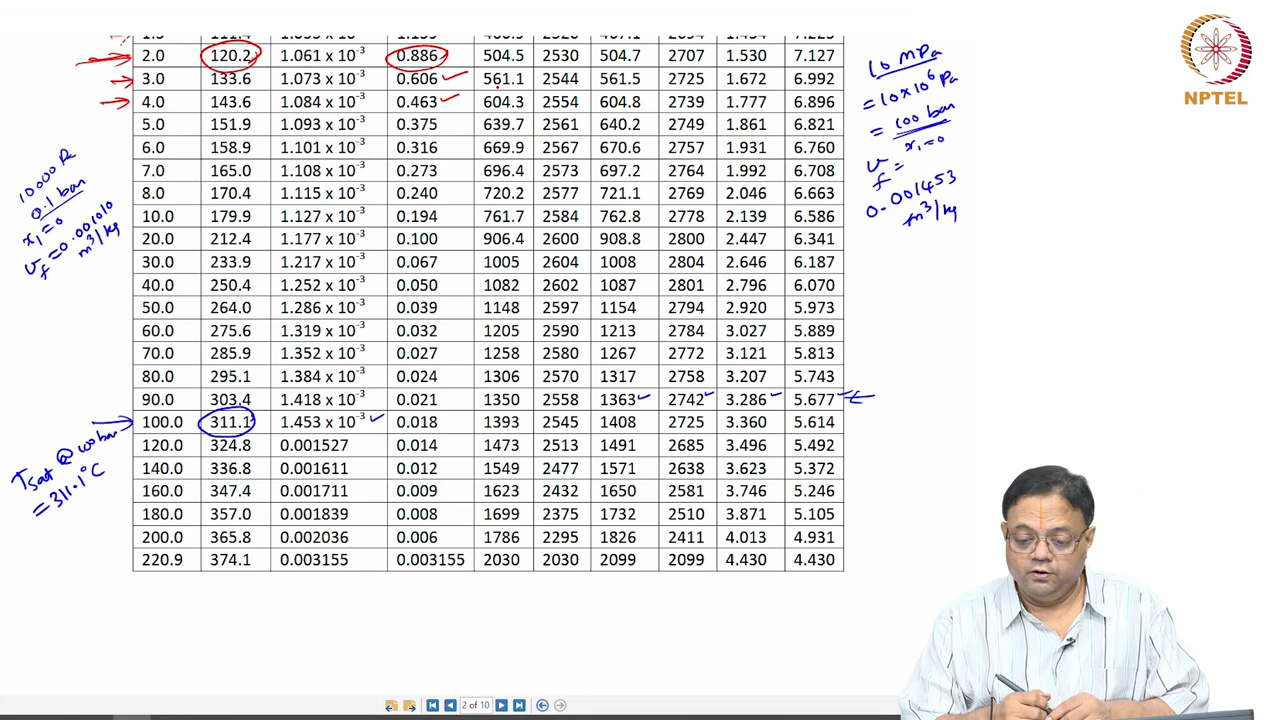 2.0 120.2 1.061 x 10⁻³ 0.886 504.5 2530 504.7 2707 1.530 7.127
3.0 133.6 1.073 x 10⁻³ 0.606 561.1 2544 561.5 2725 1.672 6.992
4.0 143.6 1.084 x 10⁻³ 0.463 604.3 2554 604.8 2739 1.777 6.896
5.0 151.9 1.093 x 10⁻³ 0.375 639.7 2561 640.2 2749 1.861 6.821
6.0 158.9 1.101 x 10⁻³ 0.316 669.9 2567 670.6 2757 1.931 6.760
7.0 165.0 1.108 x 10⁻³ 0.273 696.4 2573 697.2 2764 1.992 6.708
8.0 170.4 1.115 x 10⁻³ 0.240 720.2 2577 721.1 2769 2.046 6.663
10.0 179.9 1.127 x 10⁻³ 0.194 761.7 2584 762.8 2778 2.139 6.586
20.0 212.4 1.177 x 10⁻³ 0.100 906.4 2600 908.8 2800 2.447 6.341
30.0 233.9 1.217 x 10⁻³ 0.067 1005 2604 1008 2804 2.646 6.187
40.0 250.4 1.252 x 10⁻³ 0.050 1082 2602 1087 2801 2.796 6.070
50.0 264.0 1.286 x 10⁻³ 0.039 1148 2597 1154 2794 2.920 5.973
60.0 275.6 1.319 x 10⁻³ 0.032 1205 2590 1213 2784 3.027 5.889
70.0 285.9 1.352 x 10⁻³ 0.027 1258 2580 1267 2772 3.121 5.813
80.0 295.1 1.384 x 10⁻³ 0.024 1306 2570 1317 2758 3.207 5.743
90.0 303.4 1.418 x 10⁻³ 0.021 1350 2558 1363 2742 3.286 5.677
100.0 311.1 1.453 x 10⁻³ 0.018 1393 2545 1408 2715 3.360 5.614
120.0 324.8 0.001527 0.014 1473 2513 1491 2685 3.496 5.492
140.0 336.8 0.001611 0.012 1549 2477 1571 2638 3.623 5.372
160.0 347.4 0.001711 0.009 1623 2432 1650 2581 3.746 5.246
180.0 357.0 0.001839 0.008 1699 2375 1732 2510 3.871 5.105
200.0 365.8 0.002036 0.006 1786 2295 1826 2411 4.013 4.931
220.9 374.1 0.003155 0.003155 2030 2030 2099 2099 4.430 4.430
10000 Pa
0.1 bar
x₁ = 0
v_f = 0.001010
m³/kg
T_sat @ 100 bar
= 311.1°C
10 MPa
= 10 x 10⁶ Pa
= 100 bar
x₁ = 0
v_f =
0.001453
m³/kg
NPTEL
2 of 10